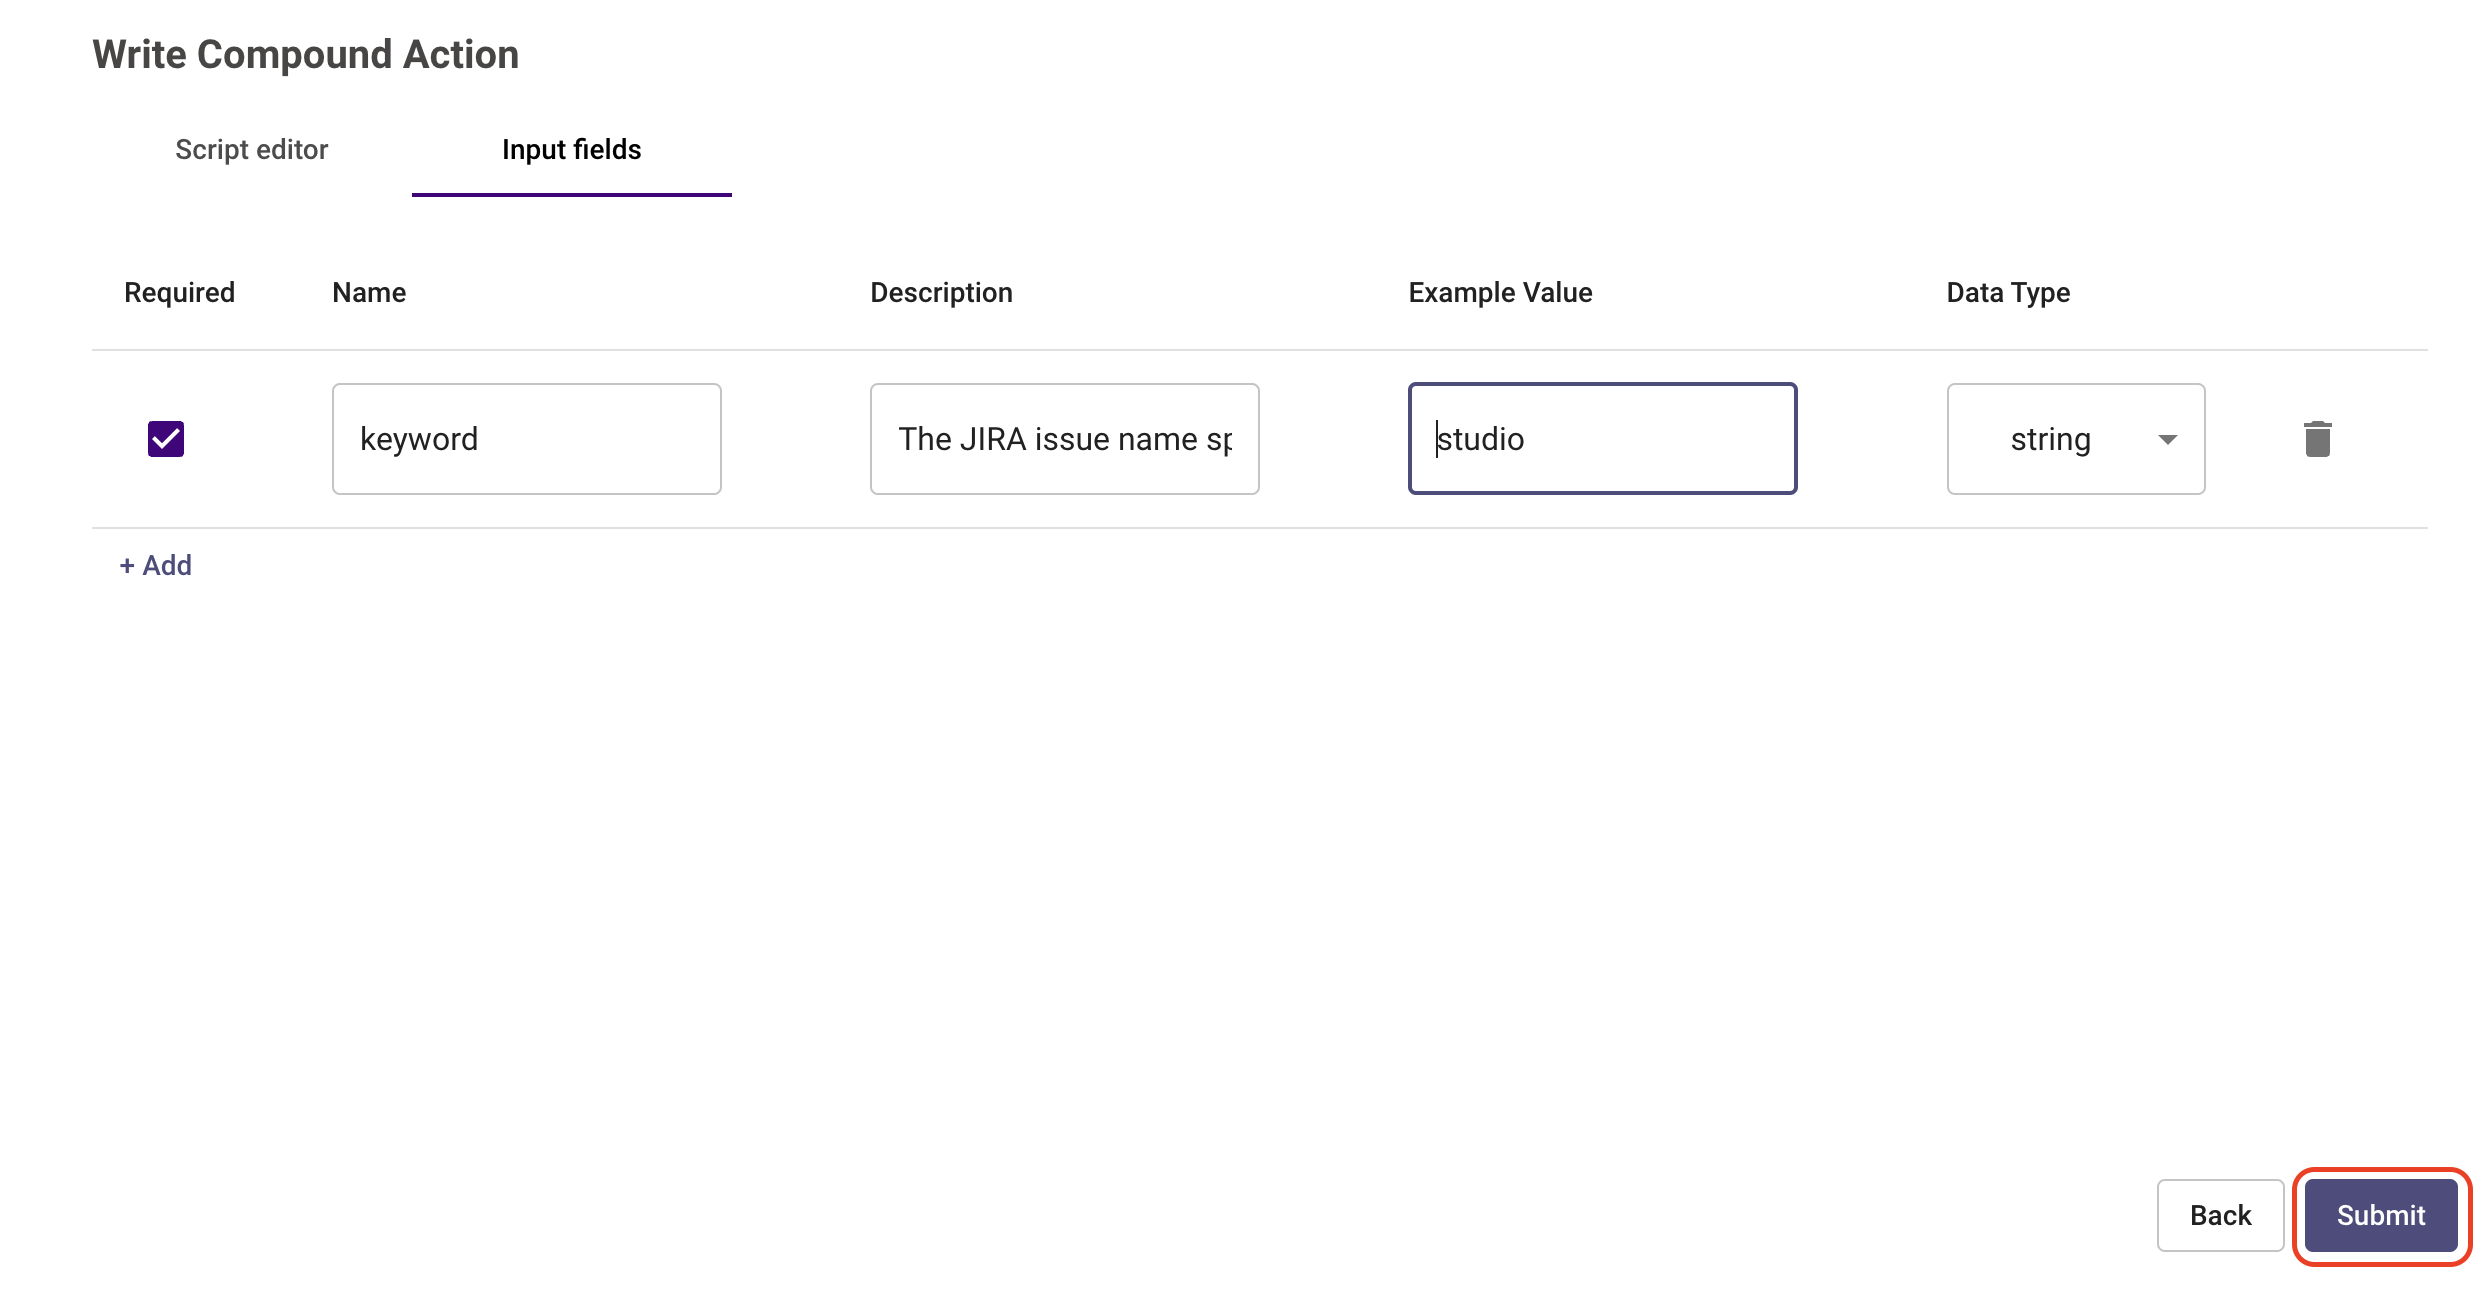 Write Compound Action
Script editor Input fields
Required Name Description Example Value Data Type
keyword The JIRA issue name studio string
+ Add
Back Submit